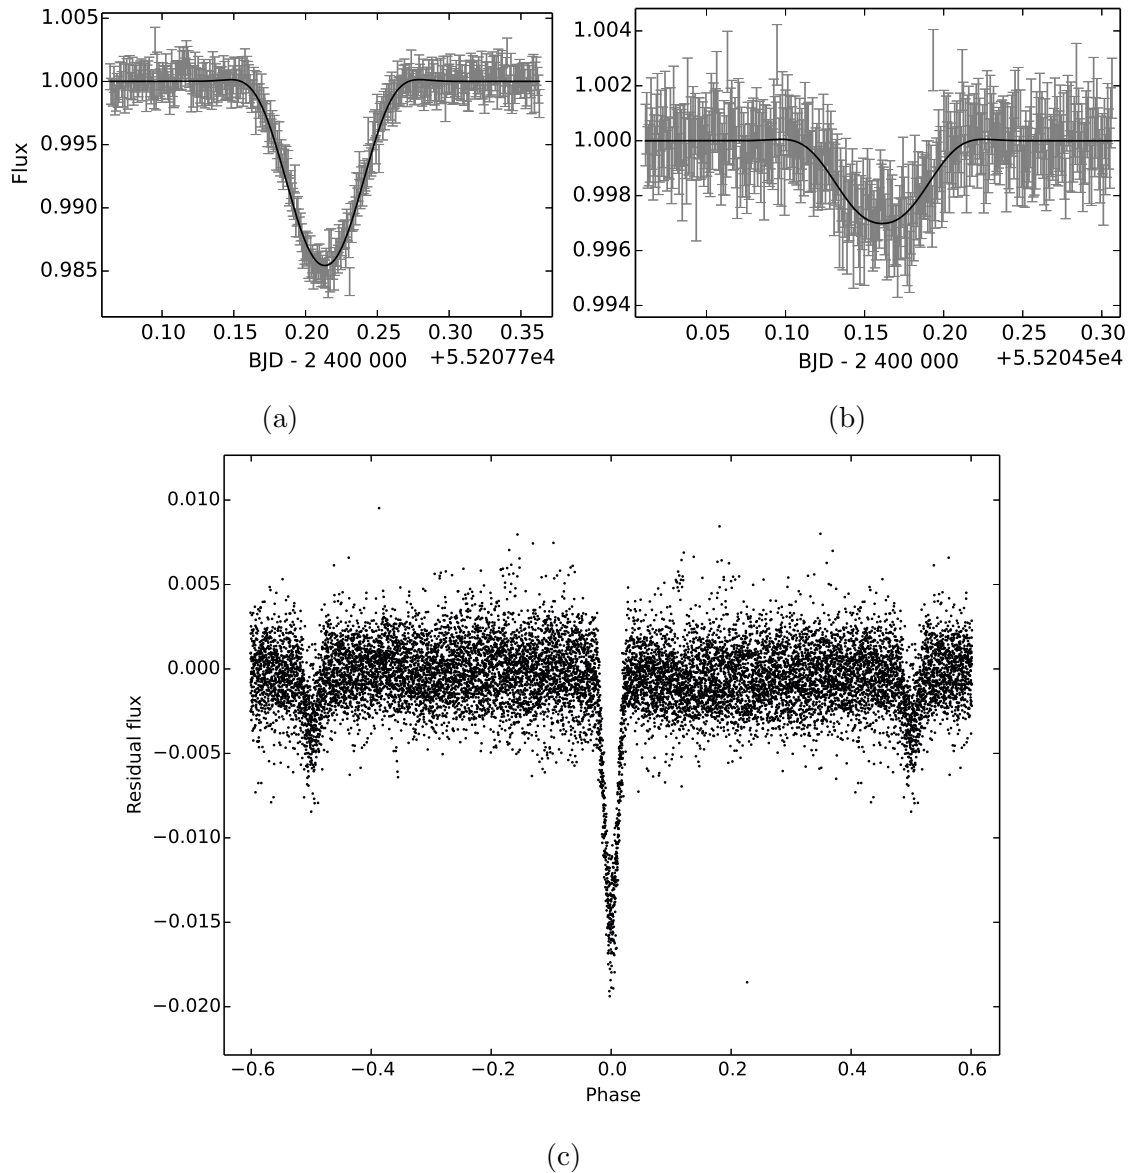 1.005
1.000
0.995
0.990
0.985
Flux
0.10 0.15 0.20 0.25 0.30 0.35
BJD - 2 400 000 +5.52077e4
(a)
1.004
1.002
1.000
0.998
0.996
0.994
0.05 0.10 0.15 0.20 0.25 0.30
BJD - 2 400 000 +5.52045e4
(b)
0.010
0.005
0.000
−0.005
−0.010
−0.015
−0.020
Residual flux
−0.6 −0.4 −0.2 0.0 0.2 0.4 0.6
Phase
(c)